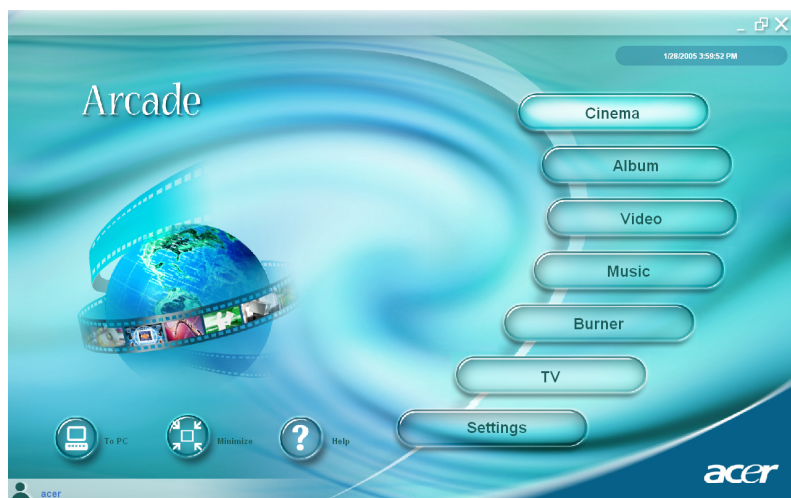 1/28/2005 3:59:52 PM
Arcade
Cinema
Album
Video
Music
Burner
TV
Settings
To PC
Minimize
Help
acer
acer